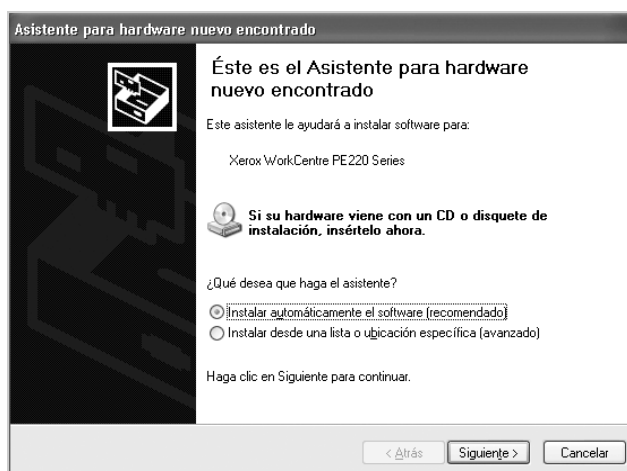 Asistente para hardware nuevo encontrado
Éste es el Asistente para hardware
nuevo encontrado
Este asistente le ayudará a instalar software para:
Xerox WorkCentre PE220 Series
Si su hardware viene con un CD o disquete de
instalación, insértelo ahora.
¿Qué desea que haga el asistente?
Instalar automáticamente el software (recomendado)
Instalar desde una lista o ubicación específica (avanzado)
Haga clic en Siguiente para continuar.
< Atrás Siguiente > Cancelar